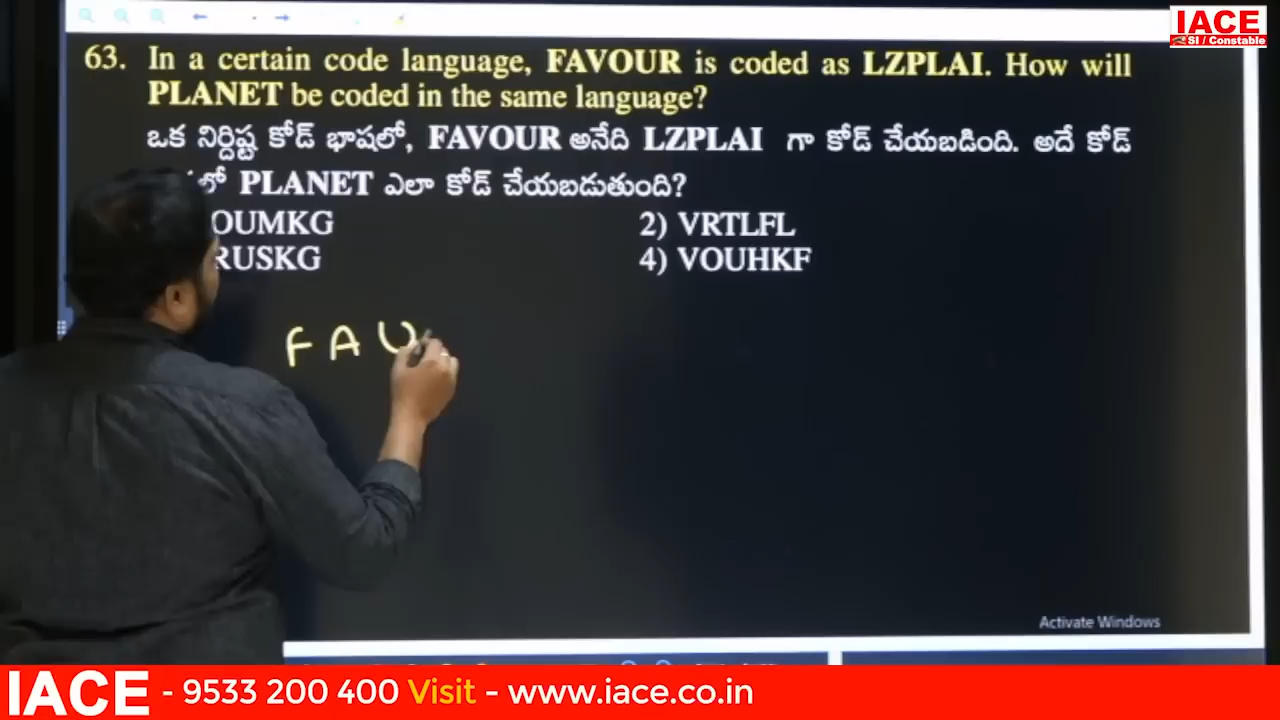 IACE
SI / Constable
63. In a certain code language, FAVOUR is coded as LZPLAI. How will
PLANET be coded in the same language?
ఒక నిర్దిష్ట కోడ్ భాషలో, FAVOUR అనేది LZPLAI గా కోడ్ చేయబడింది. అదే కోడ్
లో PLANET ఎలా కోడ్ చేయబడుతుంది?
OUMKG 2) VRTLFL
RUSKG 4) VOUHKF
F A V
Activate Windows
IACE - 9533 200 400 Visit - www.iace.co.in